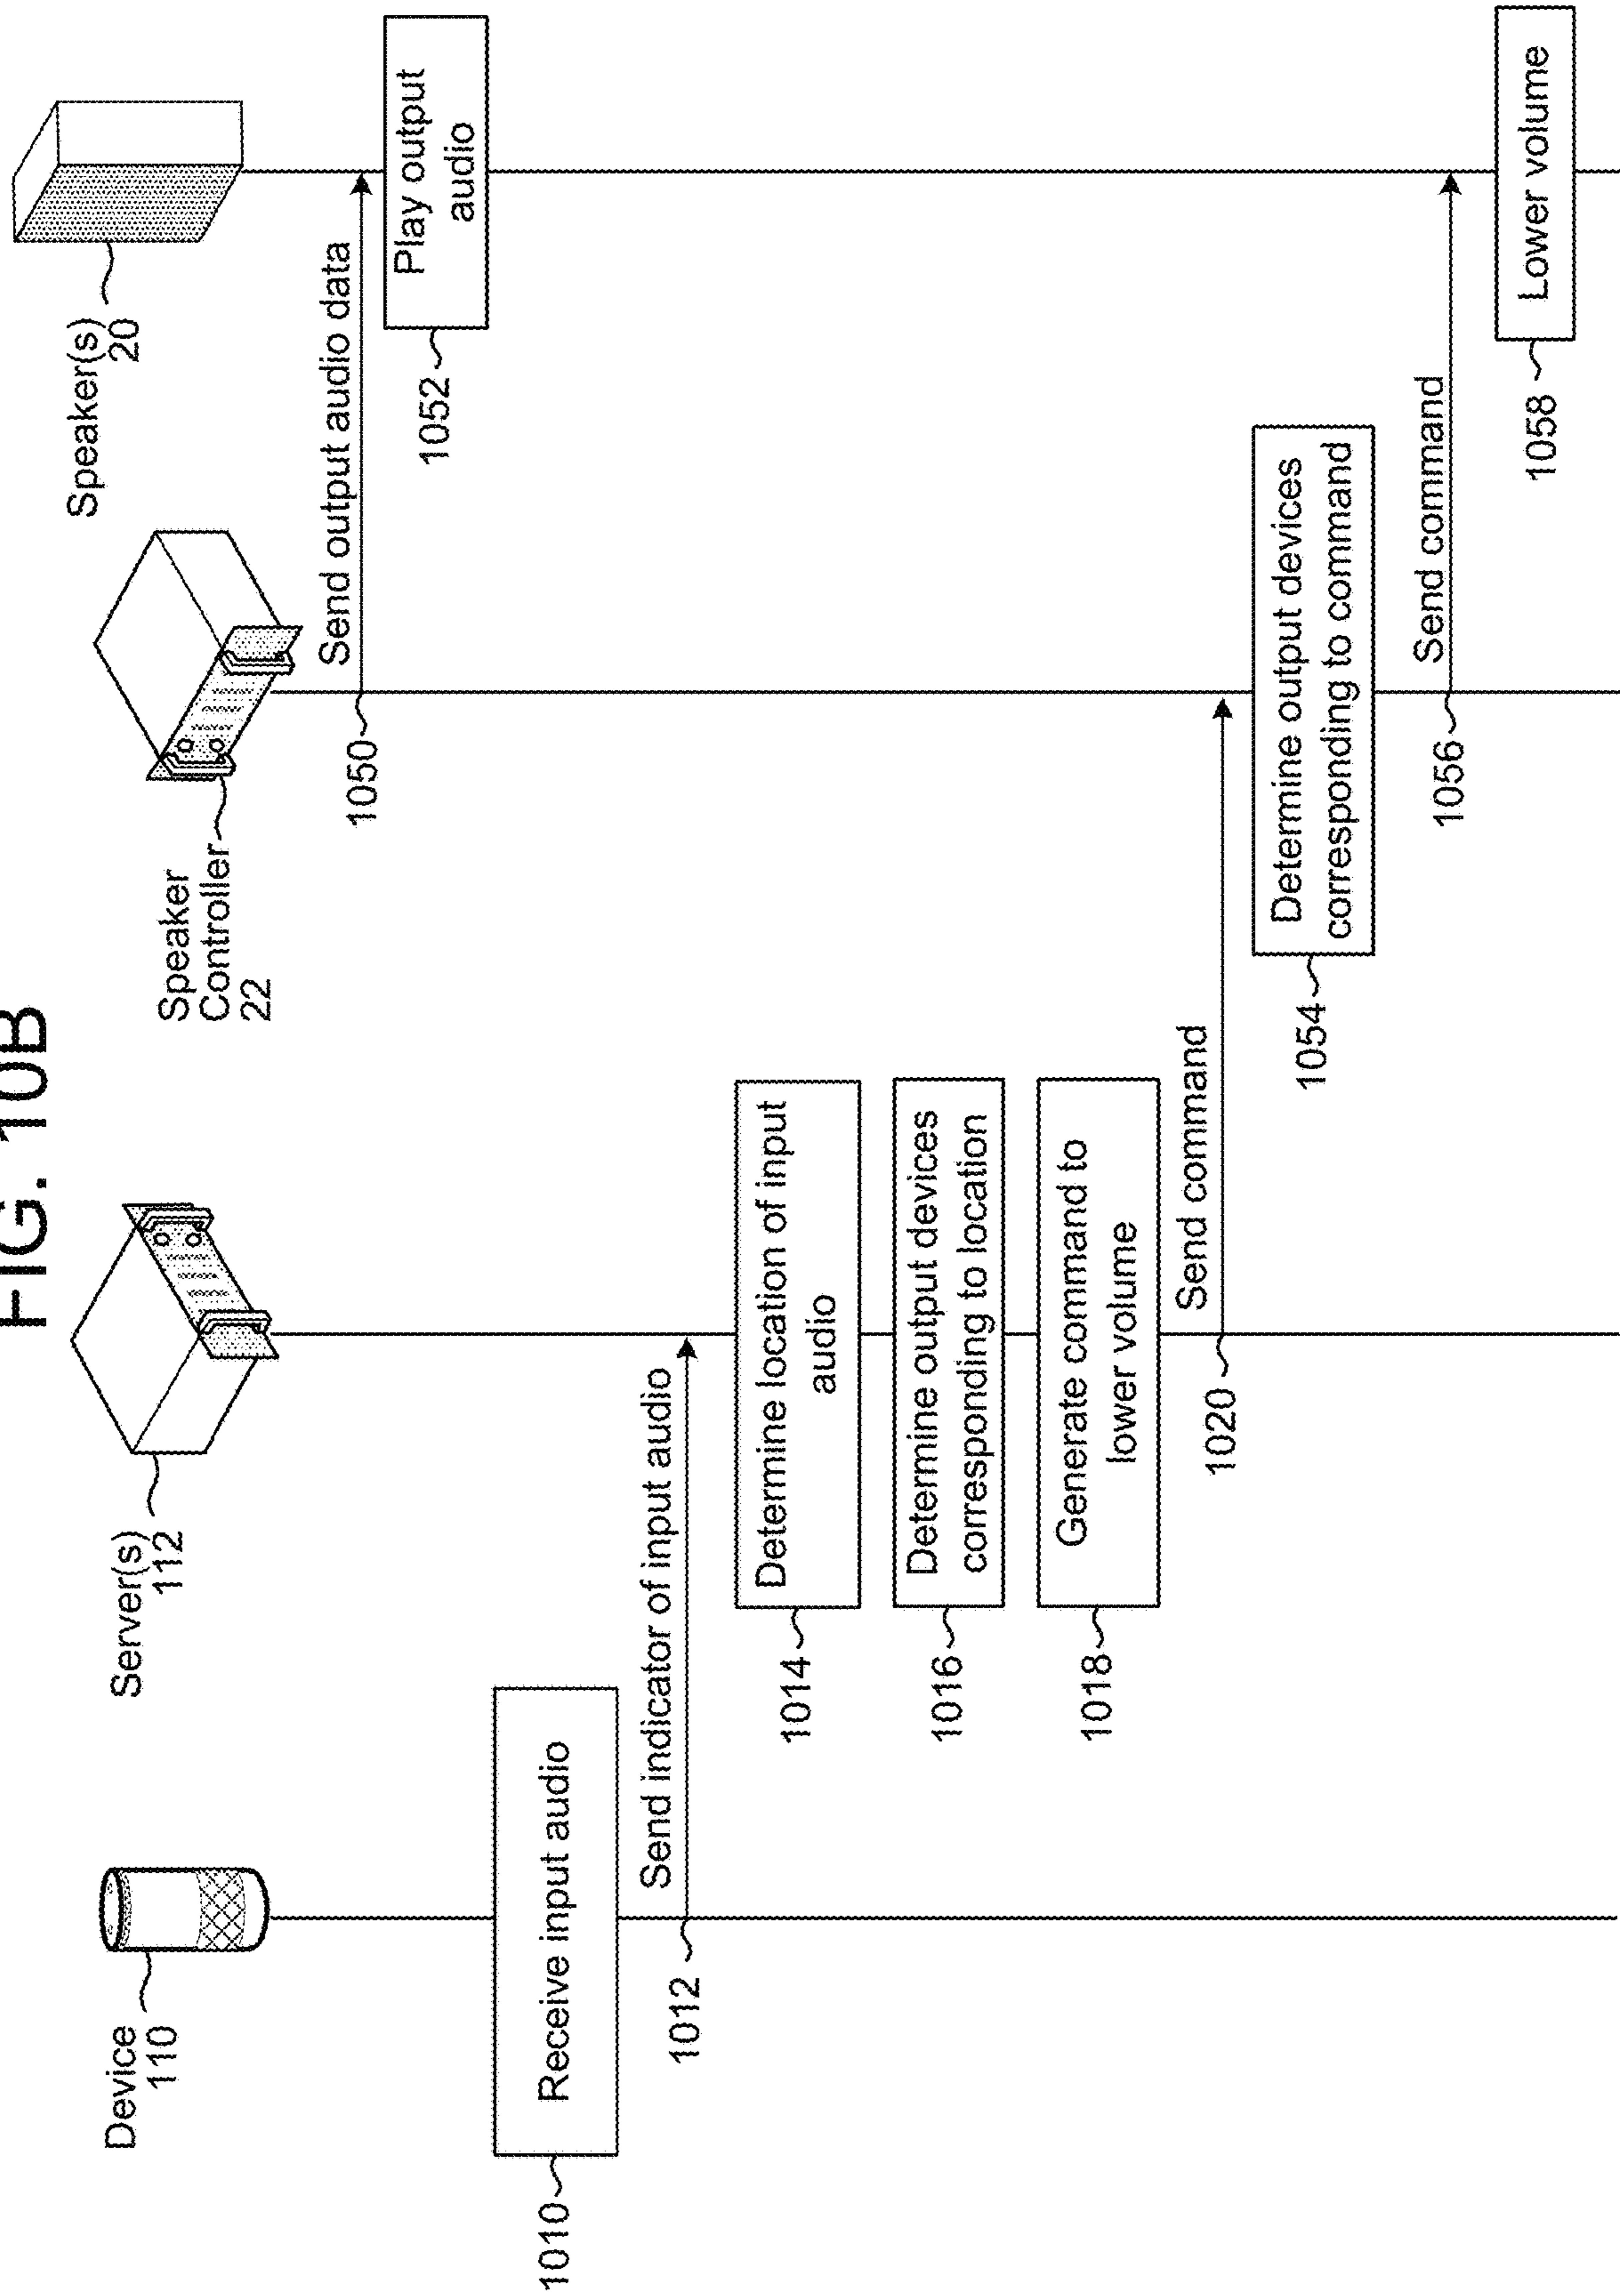 FIG. 10B
Device
110
Server(s)
112
Speaker
Controller
22
Speaker(s)
20
Send output audio data
1050
Play output
audio
1052
Receive input audio
1010
Send indicator of input audio
1012
Determine location of input
audio
1014
Determine output devices
corresponding to location
1016
Generate command to
lower volume
1018
Send command
1020
Determine output devices
corresponding to command
1054
Send command
1056
Lower volume
1058